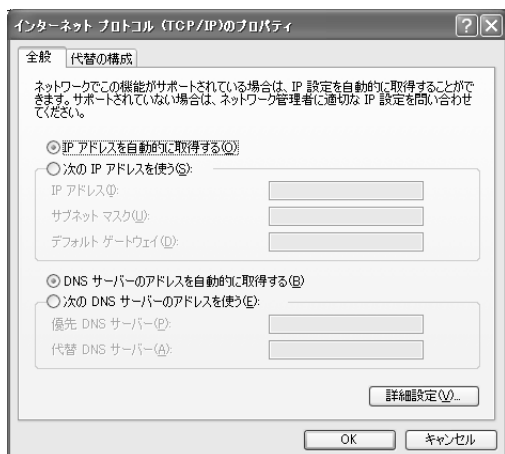 インターネット プロトコル (TCP/IP)のプロパティ
全般
代替の構成
ネットワークでこの機能がサポートされている場合は、IP 設定を自動的に取得することがで
きます。サポートされていない場合は、ネットワーク管理者に適切な IP 設定を問い合わせ
てください。
IP アドレスを自動的に取得する(O)
次の IP アドレスを使う(S):
IP アドレス(I):
サブネット マスク(U):
デフォルト ゲートウェイ(D):
DNS サーバーのアドレスを自動的に取得する(B)
次の DNS サーバーのアドレスを使う(E):
優先 DNS サーバー(P):
代替 DNS サーバー(A):
詳細設定(V)...
OK
キャンセル